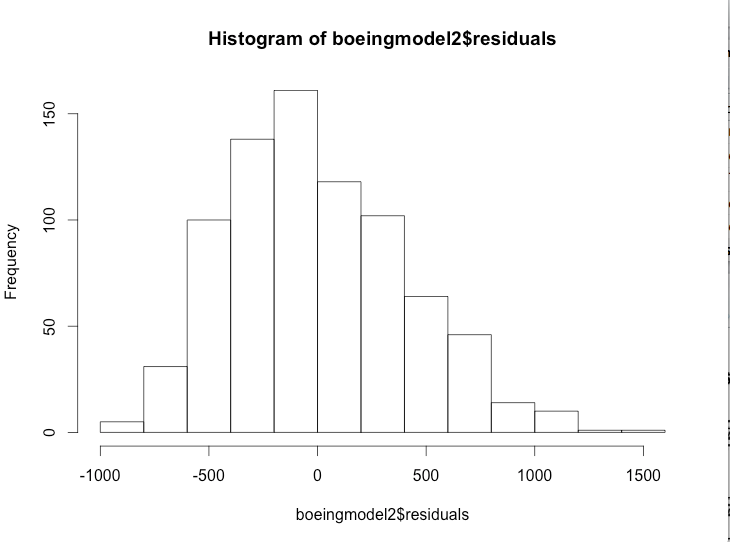 Histogram of boeingmodel2$residuals
Frequency
150
100
50
0
-1000 -500 0 500 1000 1500
boeingmodel2$residuals